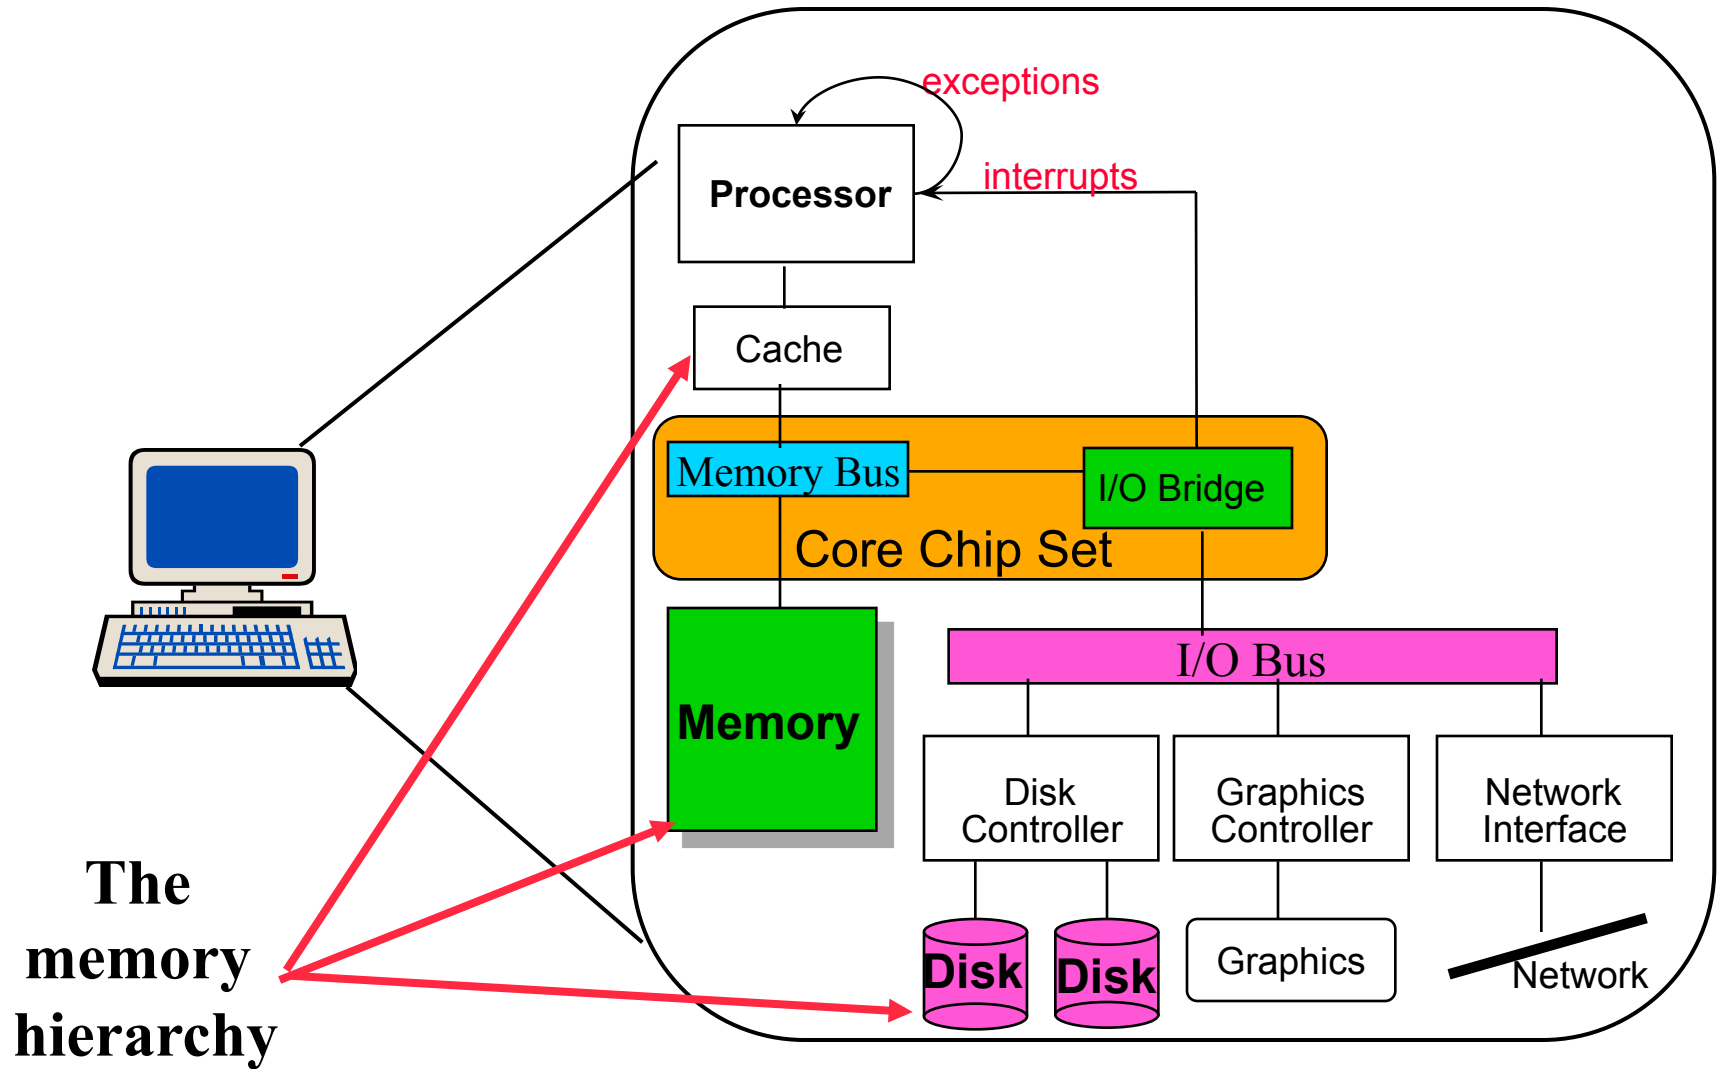 exceptions
interrupts
Processor
Cache
Memory Bus
I/O Bridge
Core Chip Set
I/O Bus
Memory
Disk
Controller
Graphics
Controller
Network
Interface
The
memory
hierarchy
Disk
Disk
Graphics
Network